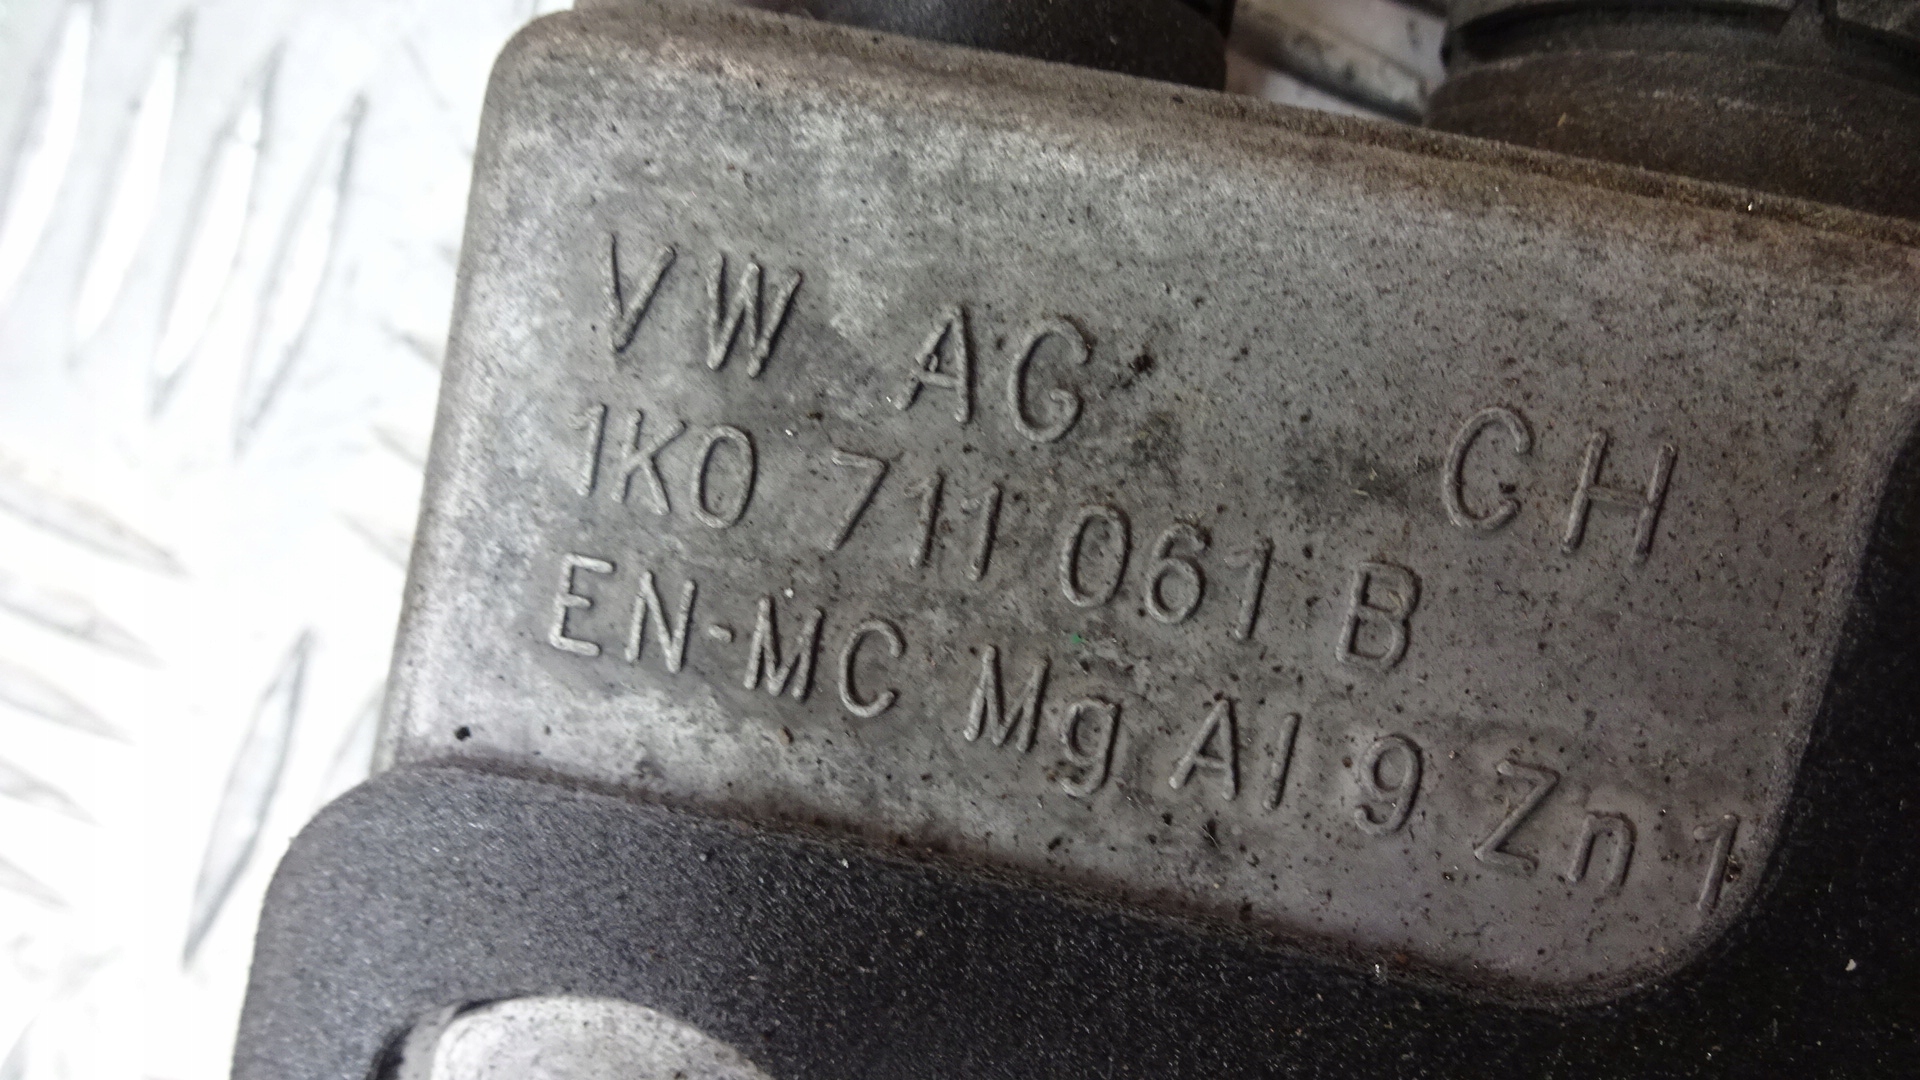 VW AG CH
1K0 711 061 B
EN-MC Mg Al 9 Zn 1